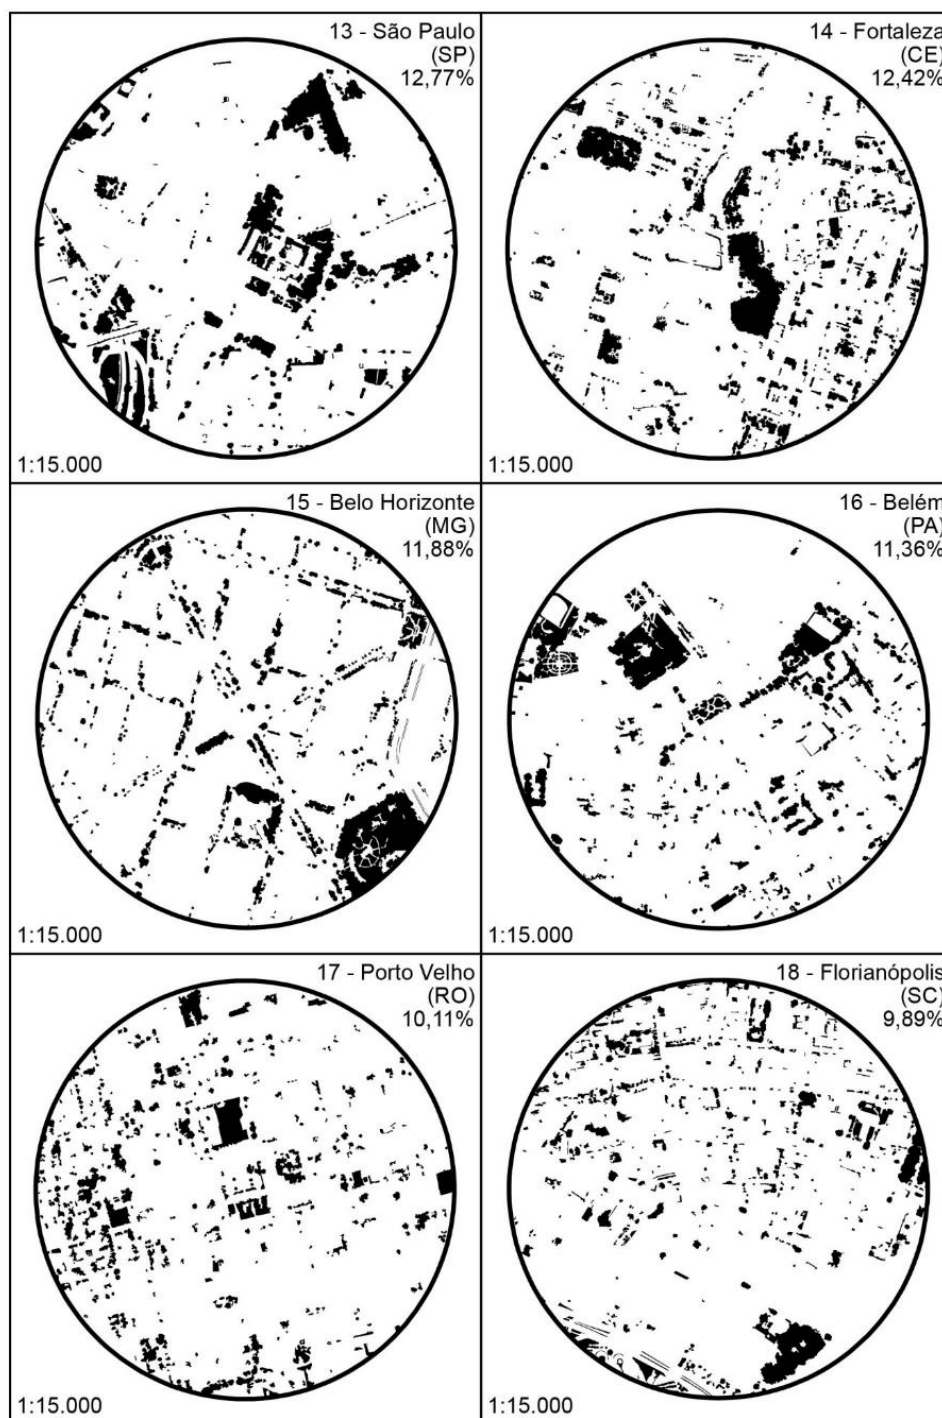 13 - São Paulo
(SP)
12,77%
1:15.000
14 - Fortaleza
(CE)
12,42%
1:15.000
15 - Belo Horizonte
(MG)
11,88%
1:15.000
16 - Belém
(PA)
11,36%
1:15.000
17 - Porto Velho
(RO)
10,11%
1:15.000
18 - Florianópolis
(SC)
9,89%
1:15.000